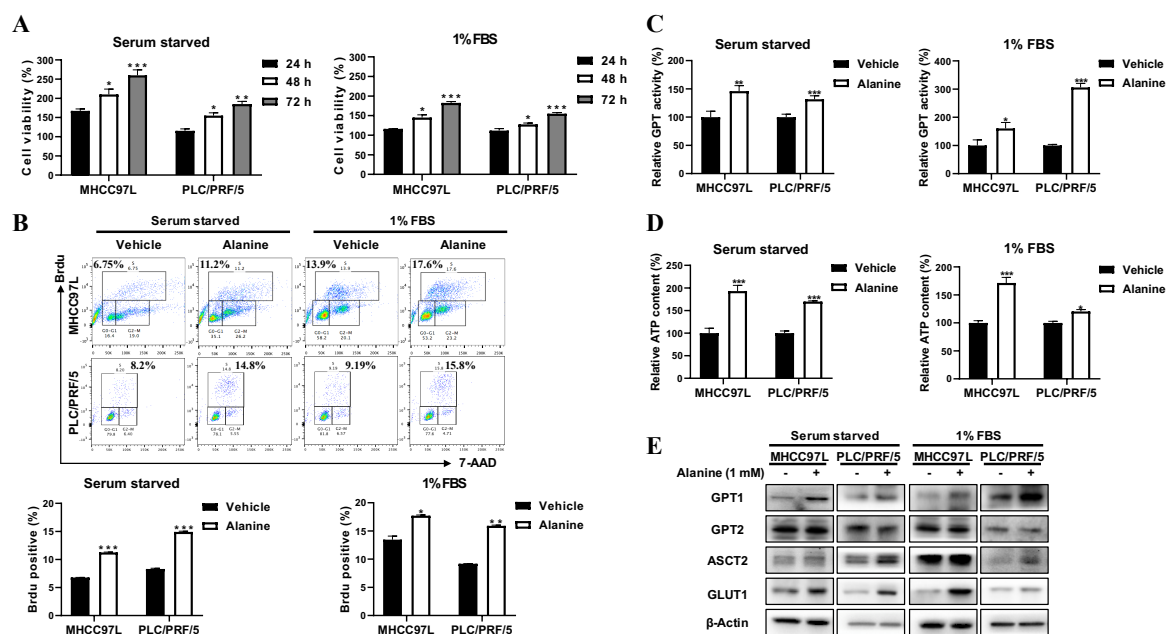 A
Serum starved
Cell viability (%)
300
250
200
150
100
50
0
MHCC97L
PLC/PRF/5
24 h
48 h
72 h
*
***
*
**
1% FBS
Cell viability (%)
300
250
200
150
100
50
0
MHCC97L
PLC/PRF/5
24 h
48 h
72 h
*
***
*
***
B
Serum starved
1% FBS
Vehicle
Alanine
Vehicle
Alanine
Brdu
MHCC97L
6.75%
11.2%
13.9%
17.6%
PLC/PRF/5
8.2%
14.8%
9.19%
15.8%
7-AAD
Serum starved
Brdu positive (%)
20
15
10
5
0
MHCC97L
PLC/PRF/5
Vehicle
Alanine
***
***
1%FBS
Brdu positive (%)
20
15
10
5
0
MHCC97L
PLC/PRF/5
Vehicle
Alanine
*
**
C
Serum starved
Relative GPT activity (%)
200
150
100
50
0
MHCC97L
PLC/PRF/5
Vehicle
Alanine
**
***
1% FBS
Relative GPT activity (%)
400
300
200
100
0
MHCC97L
PLC/PRF/5
Vehicle
Alanine
*
***
D
Serum starved
Relative ATP content (%)
250
200
150
100
50
0
MHCC97L
PLC/PRF/5
Vehicle
Alanine
***
***
1% FBS
Relative ATP content (%)
200
150
100
50
0
MHCC97L
PLC/PRF/5
Vehicle
Alanine
***
*
E
Serum starved
1% FBS
MHCC97L PLC/PRF/5 MHCC97L PLC/PRF/5
Alanine (1 mM) - + - + - + - +
GPT1
GPT2
ASCT2
GLUT1
β-Actin